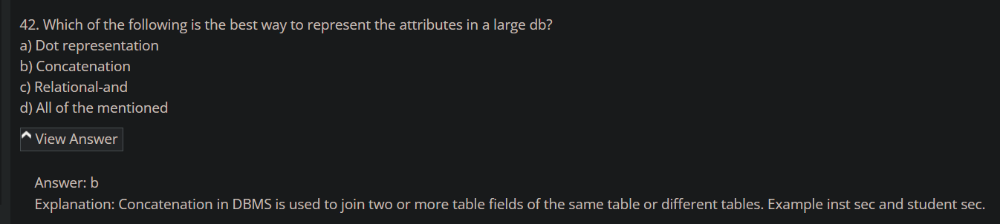 42. Which of the following is the best way to represent the attributes in a large db?
a) Dot representation
b) Concatenation
c) Relational-and
d) All of the mentioned
View Answer
Answer: b
Explanation: Concatenation in DBMS is used to join two or more table fields of the same table or different tables. Example inst sec and student sec.